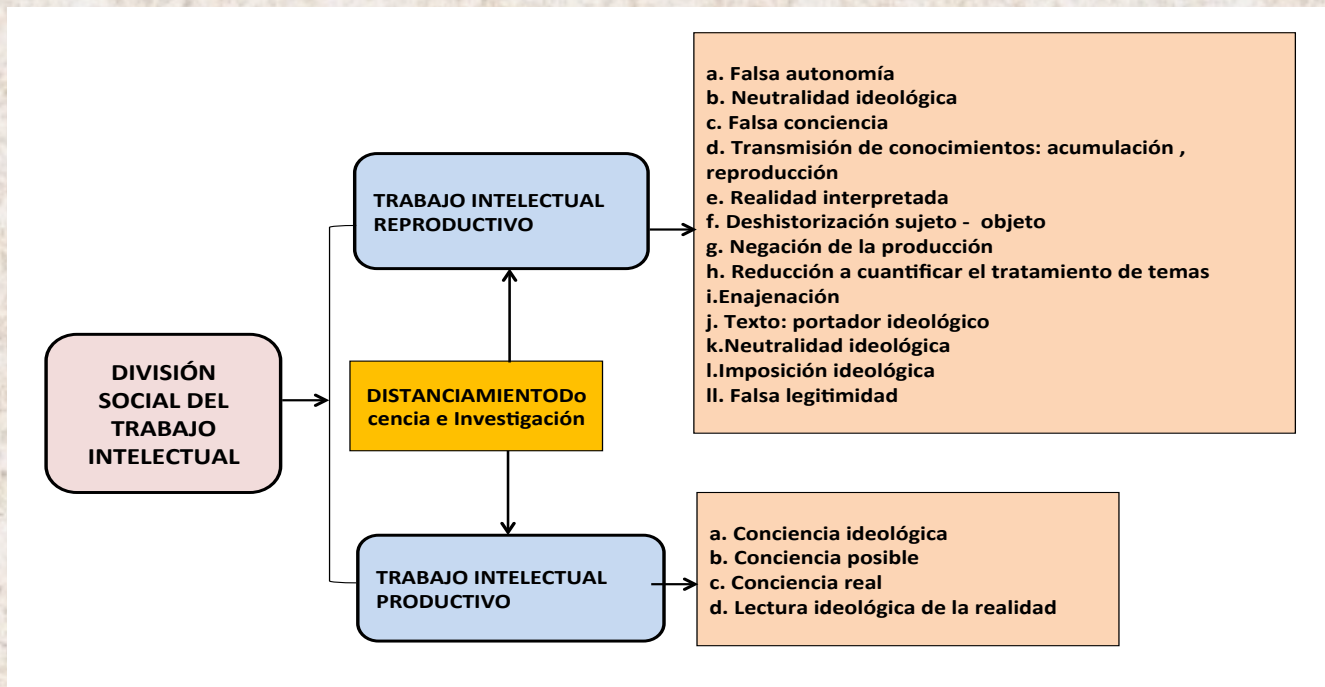 DIVISIÓN
SOCIAL DEL
TRABAJO
INTELECTUAL
TRABAJO INTELECTUAL
REPRODUCTIVO
DISTANCIAMIENTODo
cencia e Investigación
TRABAJO INTELECTUAL
PRODUCTIVO
a. Falsa autonomía
b. Neutralidad ideológica
c. Falsa conciencia
d. Transmisión de conocimientos: acumulación ,
reproducción
e. Realidad interpretada
f. Deshistorización sujeto - objeto
g. Negación de la producción
h. Reducción a cuantificar el tratamiento de temas
i.Enajenación
j. Texto: portador ideológico
k.Neutralidad ideológica
l.Imposición ideológica
ll. Falsa legitimidad
a. Conciencia ideológica
b. Conciencia posible
c. Conciencia real
d. Lectura ideológica de la realidad